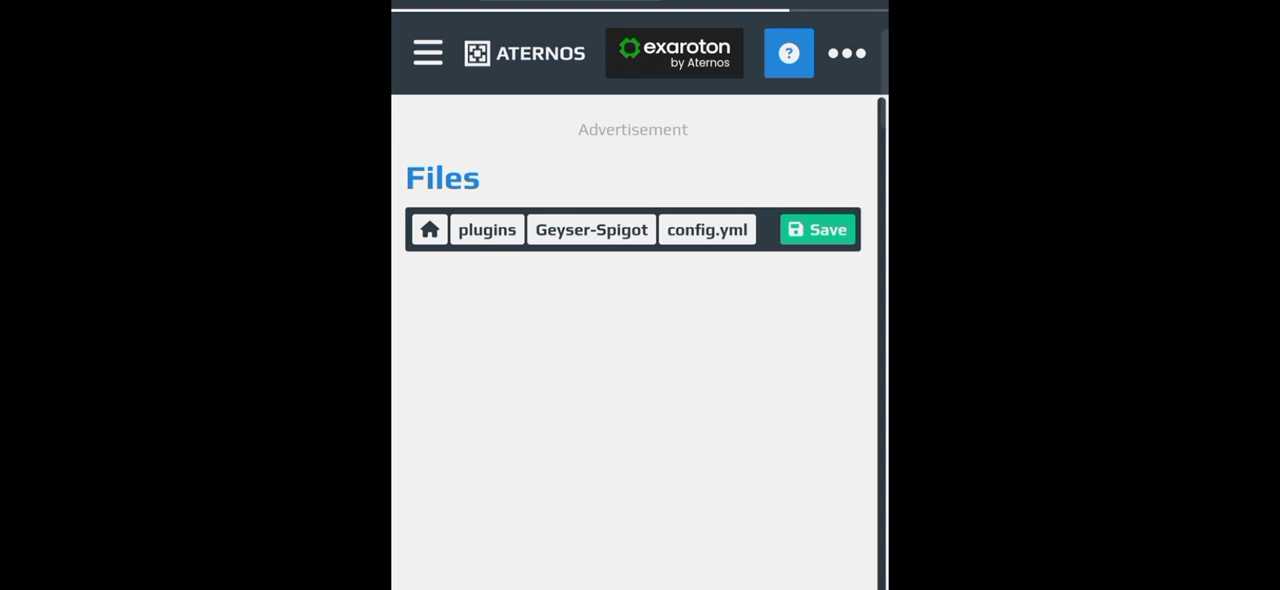 ATERNOS
exaroton
by Aternos
?
Advertisement
Files
plugins Geyser-Spigot config.yml Save